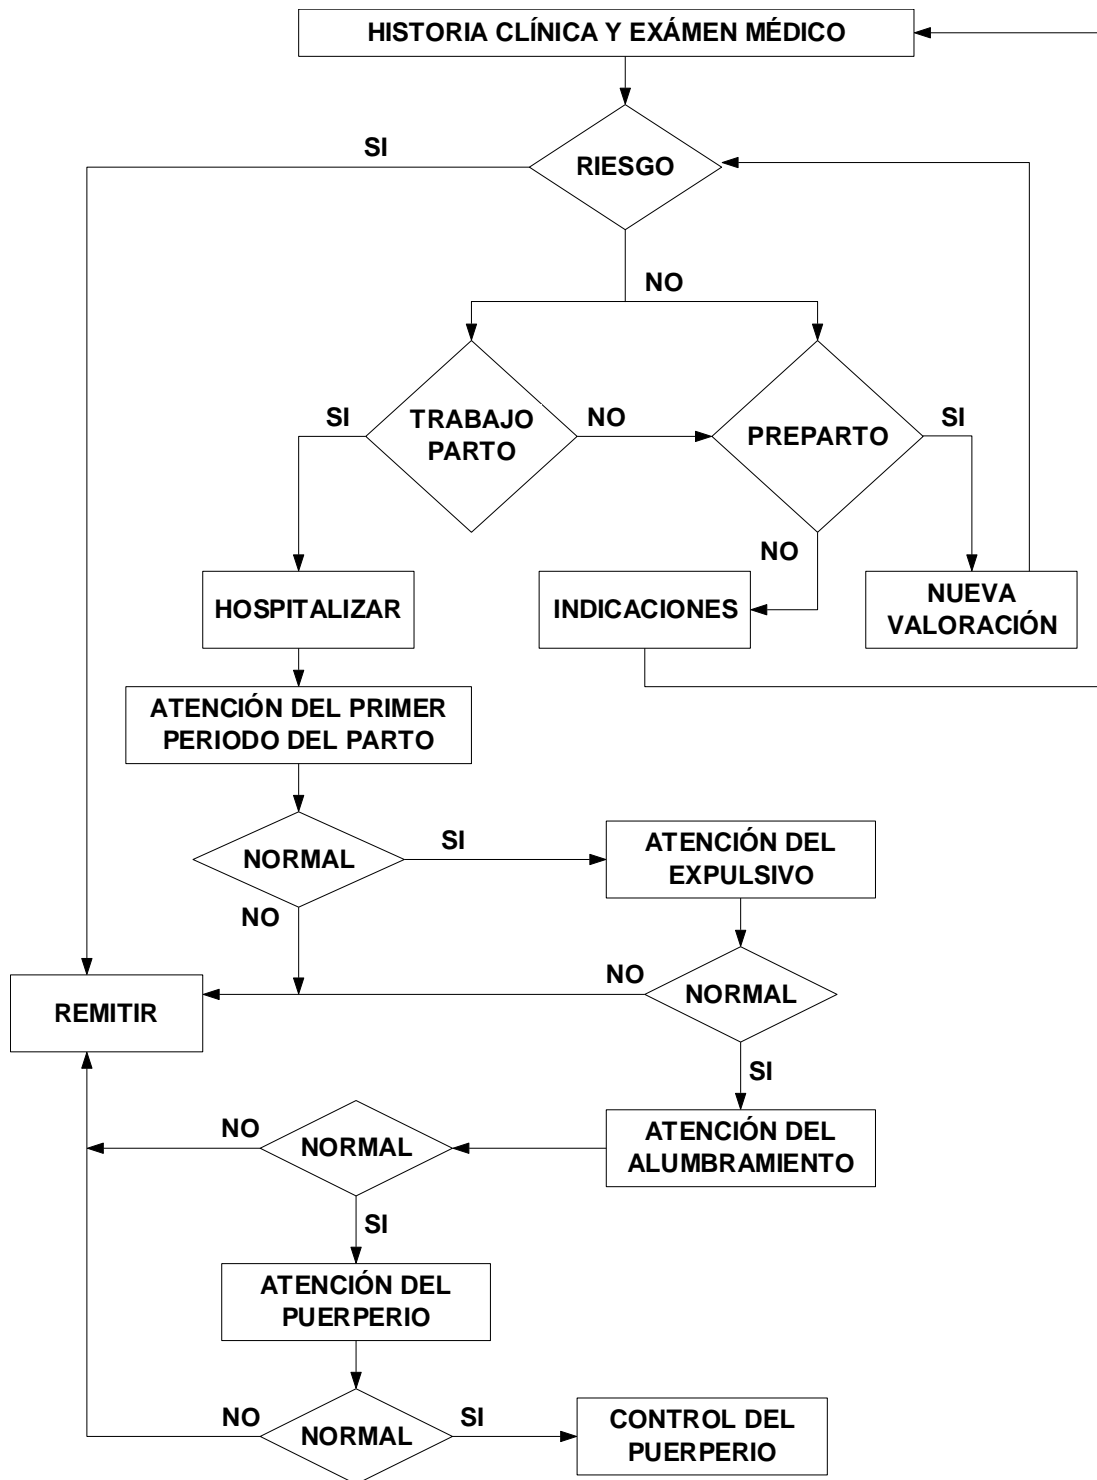 HISTORIA CLÍNICA Y EXÁMEN MÉDICO
SI
RIESGO
NO
SI
TRABAJO
PARTO
NO
PREPARTO
SI
NO
HOSPITALIZAR
INDICACIONES
NUEVA
VALORACIÓN
ATENCIÓN DEL PRIMER
PERIODO DEL PARTO
NORMAL
SI
ATENCIÓN DEL
EXPULSIVO
NO
REMITIR
NO
NORMAL
SI
ATENCIÓN DEL
ALUMBRAMIENTO
NO
NORMAL
SI
ATENCIÓN DEL
PUERPERIO
NO
NORMAL
SI
CONTROL DEL
PUERPERIO